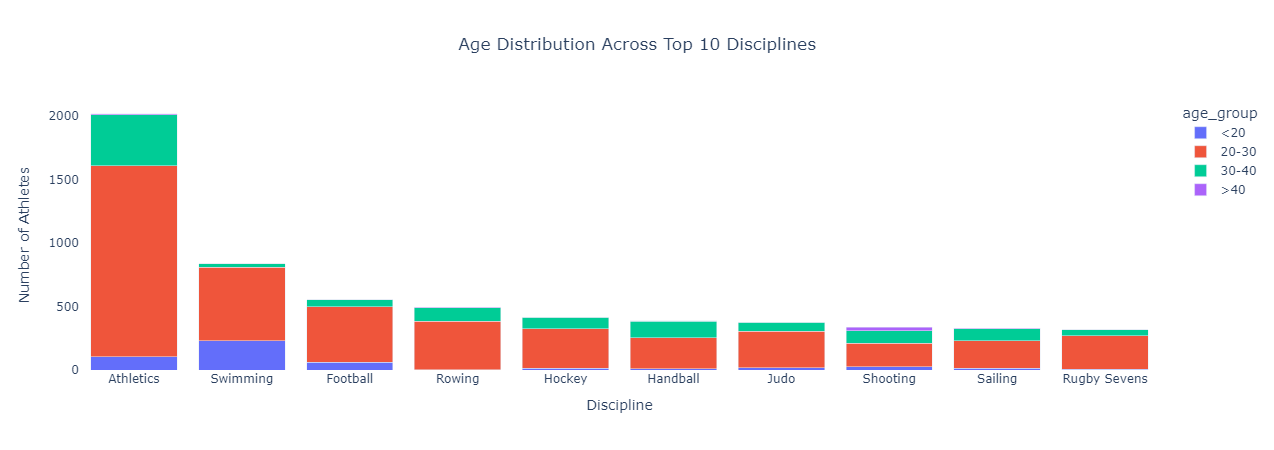 Age Distribution Across Top 10 Disciplines
Number of Athletes
2000
1500
1000
500
0
Athletics
Swimming
Football
Rowing
Hockey
Handball
Judo
Shooting
Sailing
Rugby Sevens
Discipline
age_group
<20
20-30
30-40
>40